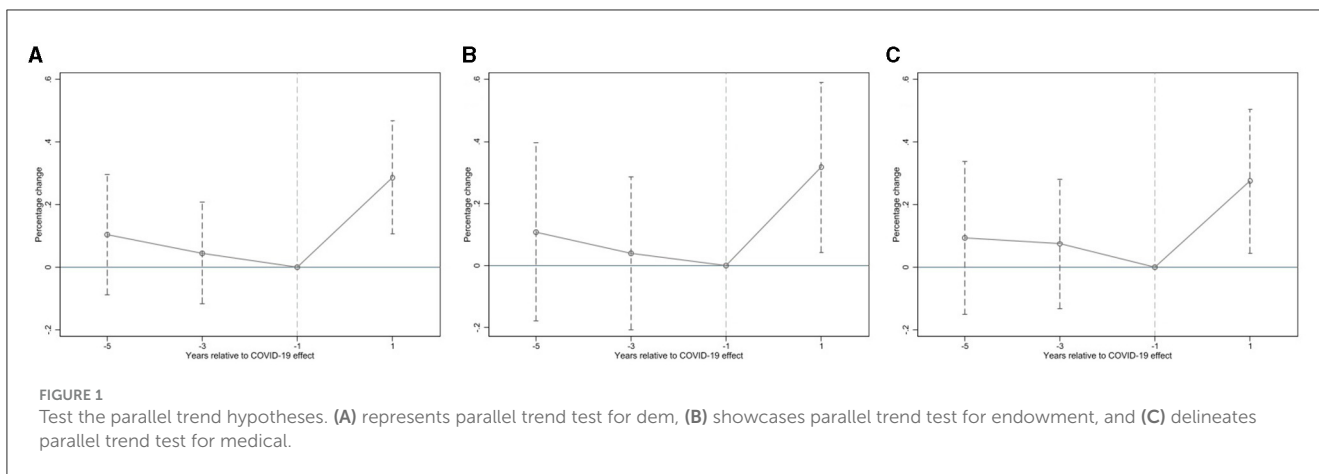 A
.6
.4
.2
0
-.2
Percentage change
-5
-3
-1
1
Years relative to COVID-19 effect
B
.6
.4
.2
0
-.2
Percentage change
-5
-3
-1
1
Years relative to COVID-19 effect
C
.6
.4
.2
0
-.2
Percentage change
-5
-3
-1
1
Years relative to COVID-19 effect
FIGURE 1
Test the parallel trend hypotheses. (A) represents parallel trend test for dem, (B) showcases parallel trend test for endowment, and (C) delineates
parallel trend test for medical.